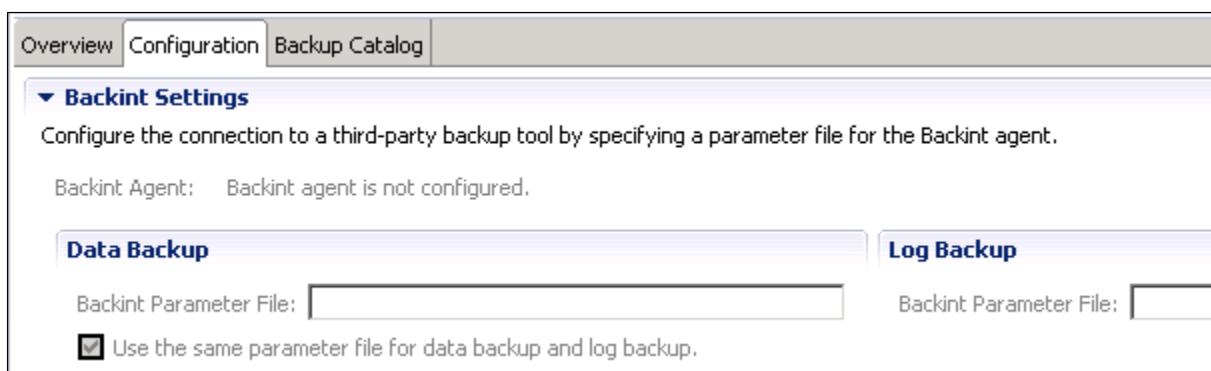 Overview Configuration Backup Catalog
Backint Settings
Configure the connection to a third-party backup tool by specifying a parameter file for the Backint agent.
Backint Agent: Backint agent is not configured.
Data Backup
Log Backup
Backint Parameter File:
Backint Parameter File:
Use the same parameter file for data backup and log backup.